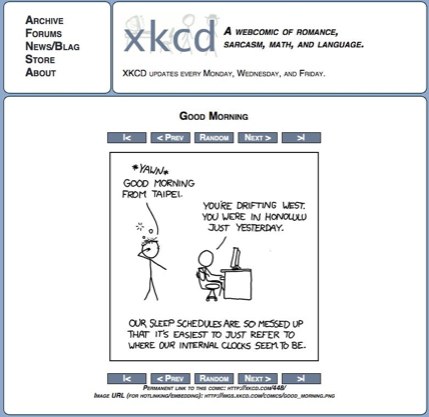 Archive
Forums
News/Blag
Store
About
xkcd
A webcomic of romance,
sarcasm, math, and language.
XKCD updates every Monday, Wednesday, and Friday.
Good Morning
|< < Prev Random Next > >|
*YAWN*
GOOD MORNING
FROM TAIPEI.
YOU'RE DRIFTING WEST.
YOU WERE IN HONOLULU
JUST YESTERDAY.
OUR SLEEP SCHEDULES ARE SO MESSED UP
THAT IT'S EASIEST TO JUST REFER TO
WHERE OUR INTERNAL CLOCKS SEEM TO BE.
|< < Prev Random Next > >|
Permanent link to this comic: http://xkcd.com/448/
Image URL (for hotlinking/embedding): http://imgs.xkcd.com/comics/good_morning.png